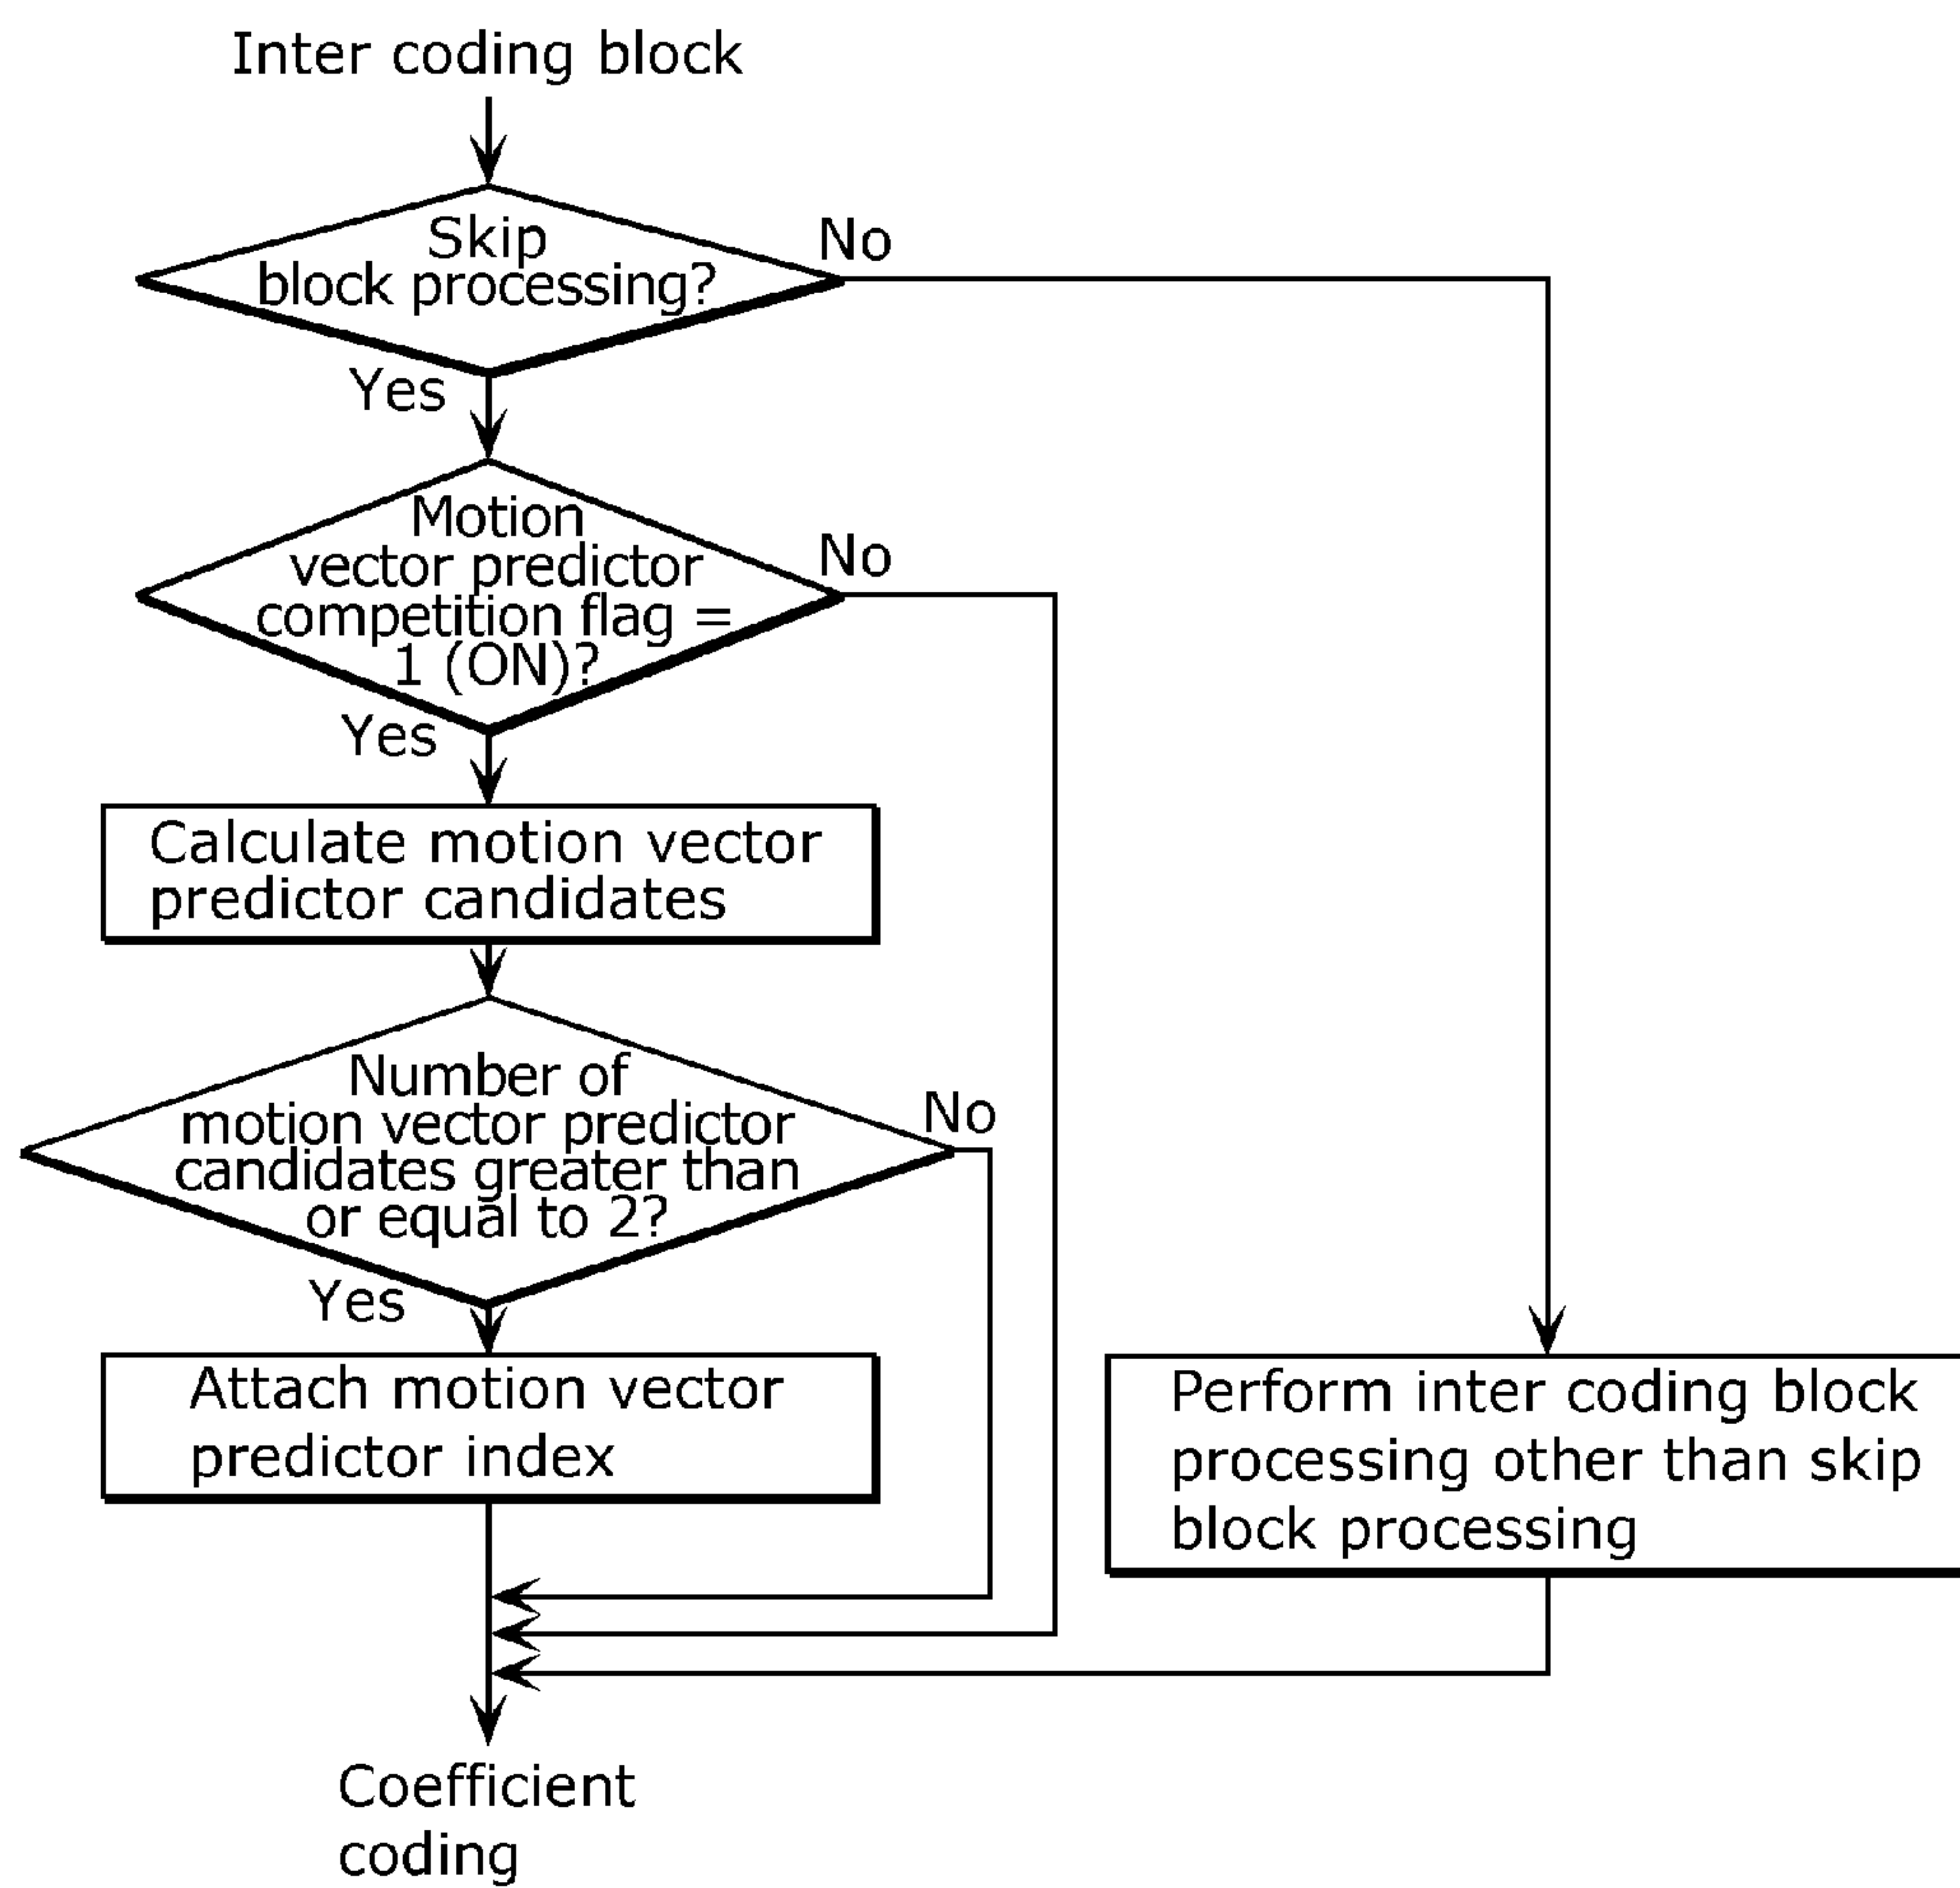 Inter coding block
Skip
block processing?
No
Yes
Motion
vector predictor
competition flag =
1 (ON)?
No
Yes
Calculate motion vector
predictor candidates
Number of
motion vector predictor
candidates greater than
or equal to 2?
No
Yes
Attach motion vector
predictor index
Perform inter coding block
processing other than skip
block processing
Coefficient
coding